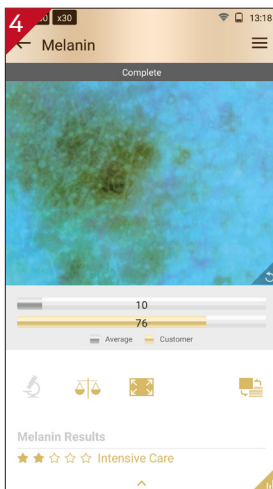 4
x30
13:18
Melanin
Complete
10
76
Average
Customer
Melanin Results
Intensive Care